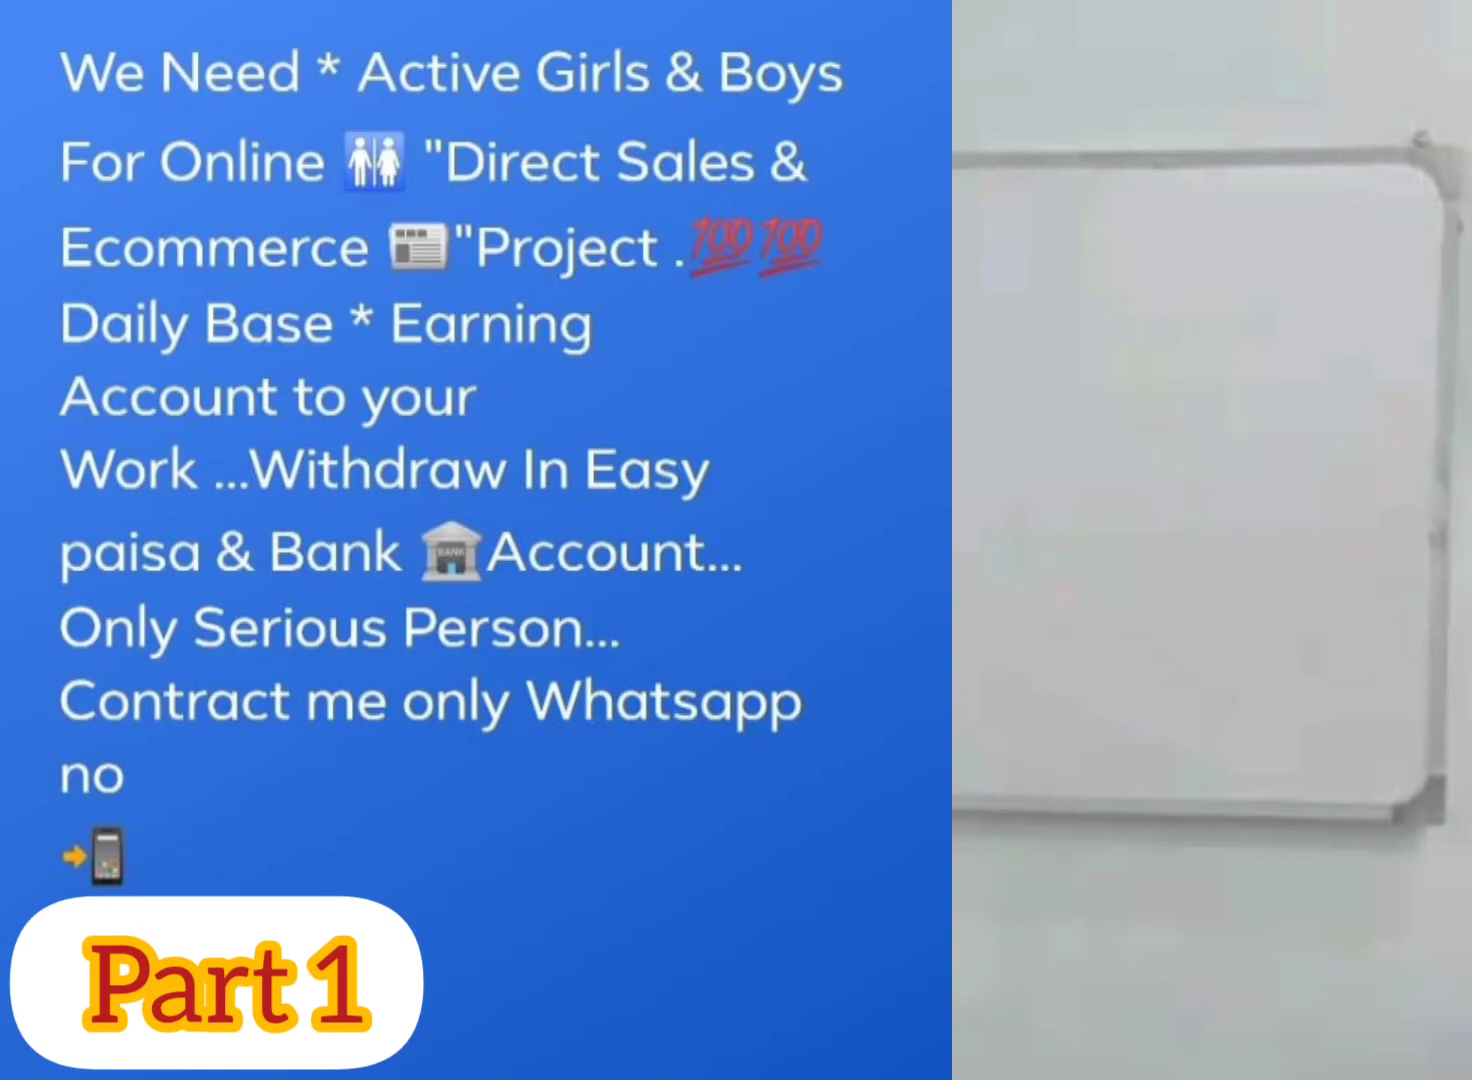 We Need * Active Girls & Boys
For Online 🚻 "Direct Sales &
Ecommerce 📰"Project .💯💯
Daily Base * Earning
Account to your
Work ...Withdraw In Easy
paisa & Bank 🏦Account...
Only Serious Person...
Contract me only Whatsapp
no
📲
Part 1